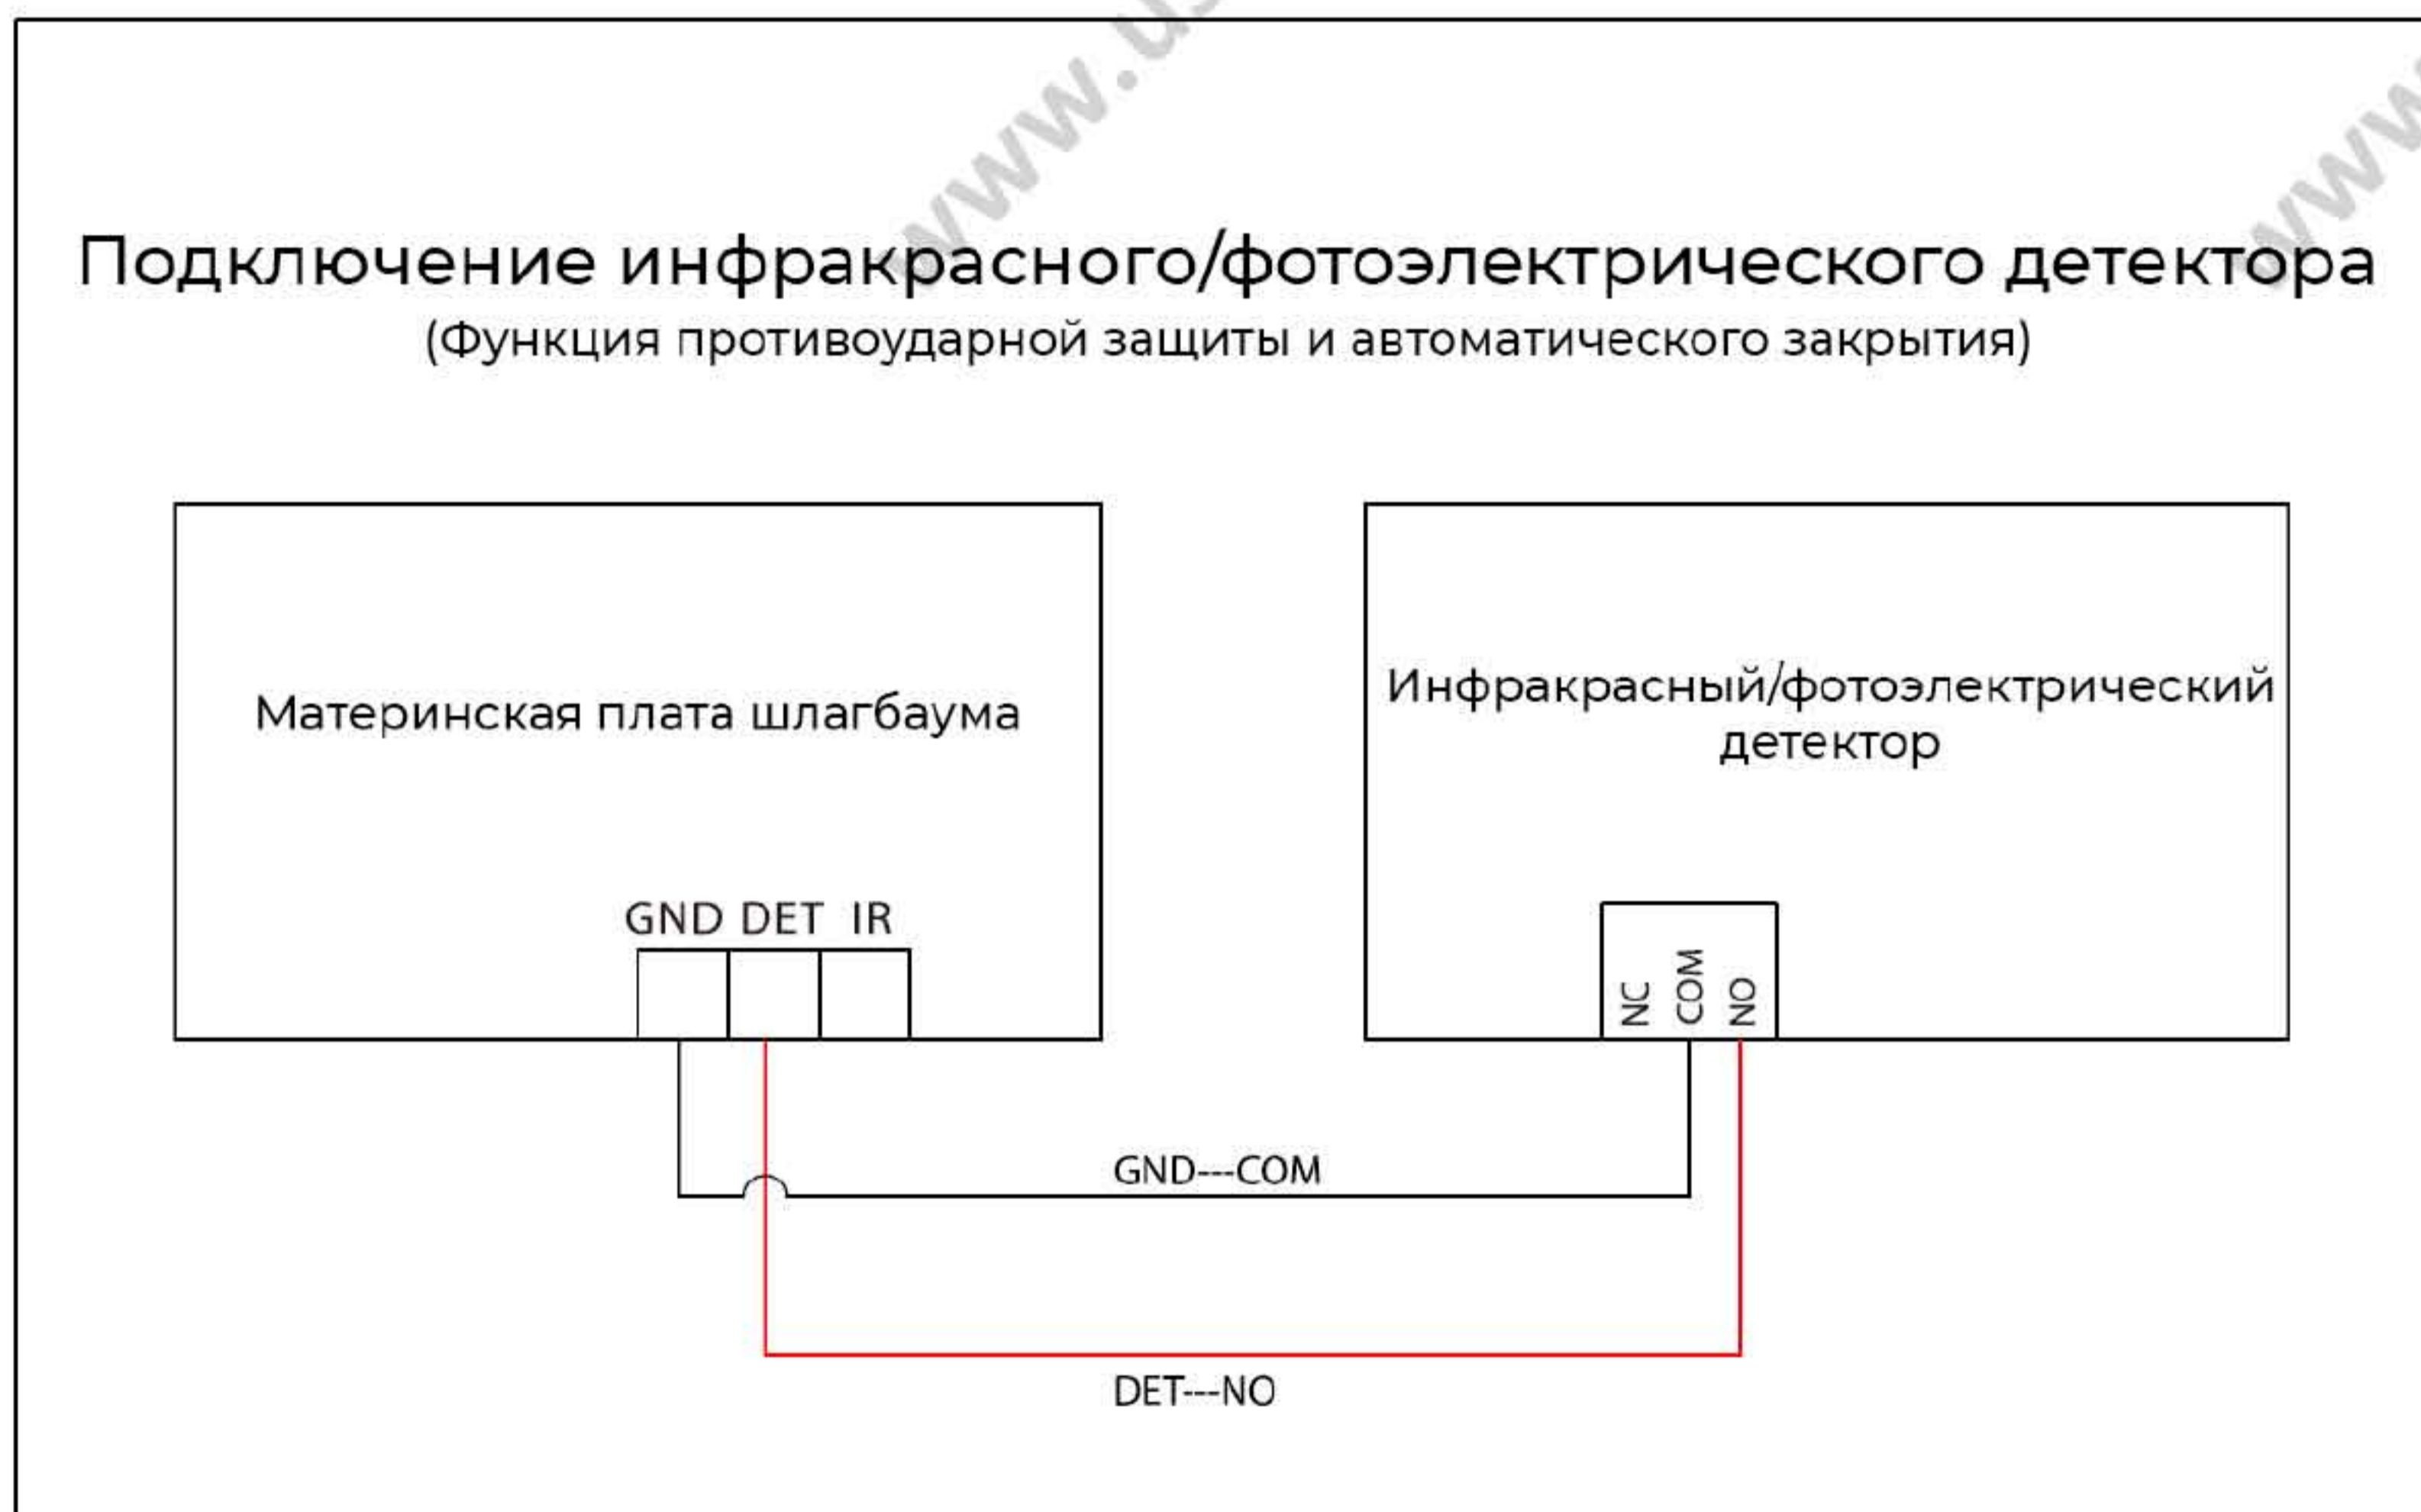 Подключение инфракрасного/фотоэлектрического детектора
(Функция противоударной защиты и автоматического закрытия)
Материнская плата шлагбаума
Инфракрасный/фотоэлектрический
детектор
GND DET IR
NC
COM
NO
GND---COM
DET---NO